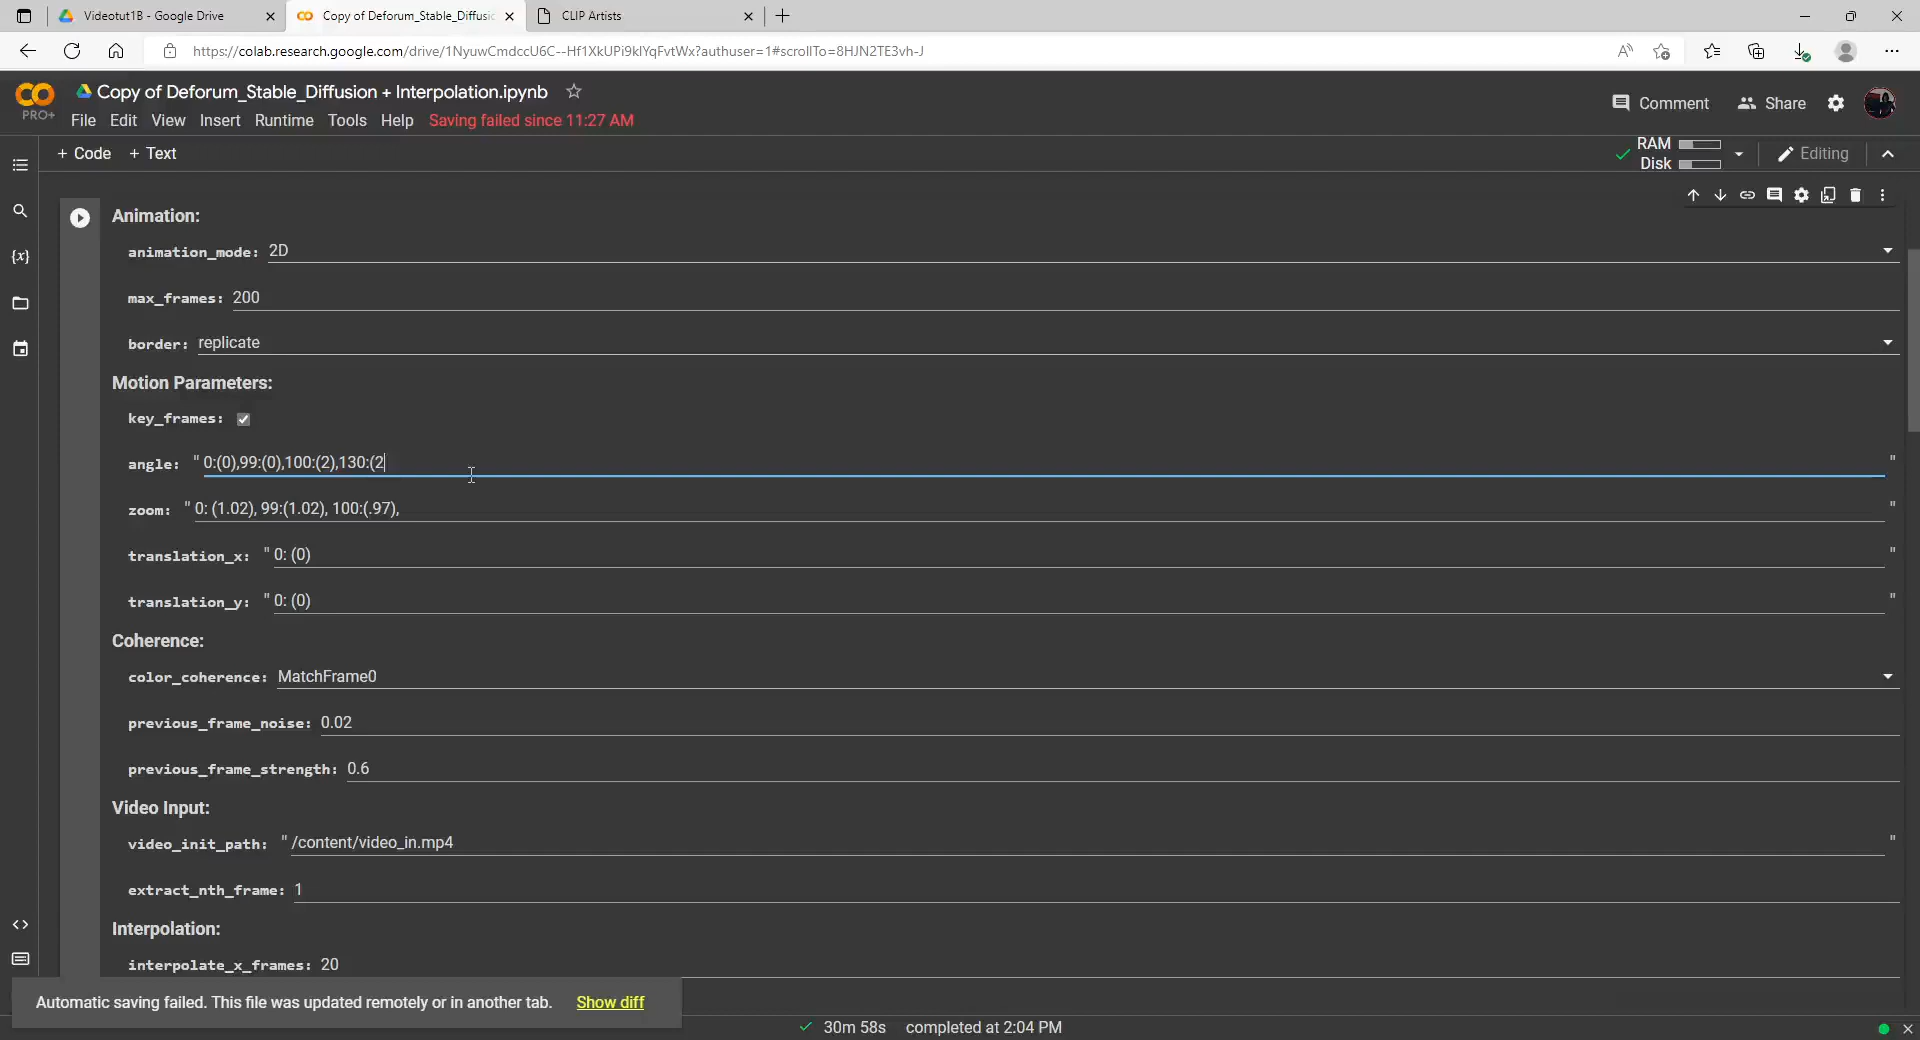 Videotut1B - Google Drive
Copy of Deforum_Stable_Diffusic
CLIP Artists
https://colab.research.google.com/drive/1NyuwCmdccU6C--Hf1XkUPi9klYqFvtWx?authuser=1#scrollTo=8HJN2TE3vh-J
CO
PRO+
Copy of Deforum_Stable_Diffusion + Interpolation.ipynb
File Edit View Insert Runtime Tools Help Saving failed since 11:27 AM
Comment Share
+ Code + Text
RAM
Disk
Editing
Animation:
animation_mode: 2D
max_frames: 200
border: replicate
Motion Parameters:
key_frames:
angle: " 0:(0),99:(0),100:(2),130:(2 "
zoom: " 0: (1.02), 99:(1.02), 100:(.97), "
translation_x: " 0: (0) "
translation_y: " 0: (0) "
Coherence:
color_coherence: MatchFrame0
previous_frame_noise: 0.02
previous_frame_strength: 0.6
Video Input:
video_init_path: " /content/video_in.mp4 "
extract_nth_frame: 1
Interpolation:
interpolate_x_frames: 20
Automatic saving failed. This file was updated remotely or in another tab. Show diff
30m 58s completed at 2:04 PM